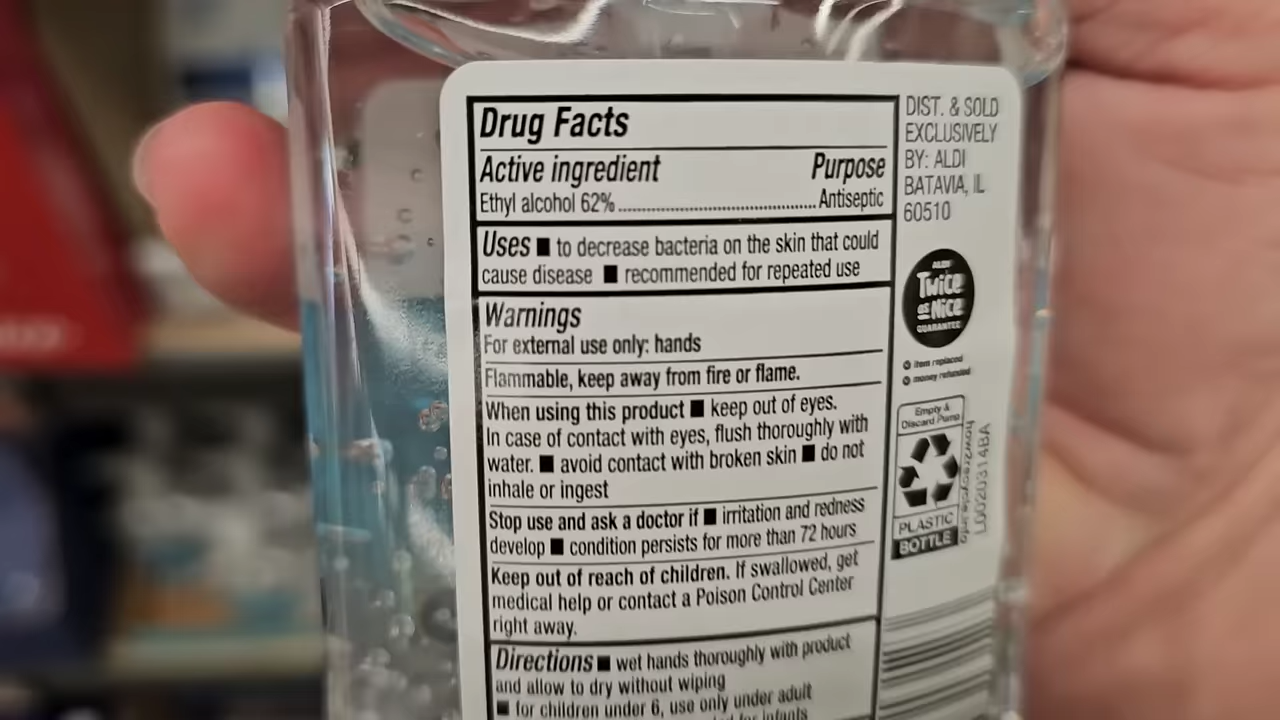 Drug Facts
Active ingredient Purpose
Ethyl alcohol 62%........................................Antiseptic
Uses ■ to decrease bacteria on the skin that could
cause disease ■ recommended for repeated use
Warnings
For external use only: hands
Flammable, keep away from fire or flame.
When using this product ■ keep out of eyes.
In case of contact with eyes, flush thoroughly with
water. ■ avoid contact with broken skin ■ do not
inhale or ingest
Stop use and ask a doctor if ■ irritation and redness
develop ■ condition persists for more than 72 hours
Keep out of reach of children. If swallowed, get
medical help or contact a Poison Control Center
right away.
Directions ■ wet hands thoroughly with product
and allow to dry without wiping
■ for children under 6, use only under adult
for infants
DIST. & SOLD
EXCLUSIVELY
BY: ALDI
BATAVIA, IL
60510
ALDI
Twice
as Nice
GUARANTEE
item replaced
money refunded
Empty &
Discard Pump
PLASTIC
BOTTLE
how2recycle.info
L0020314BA